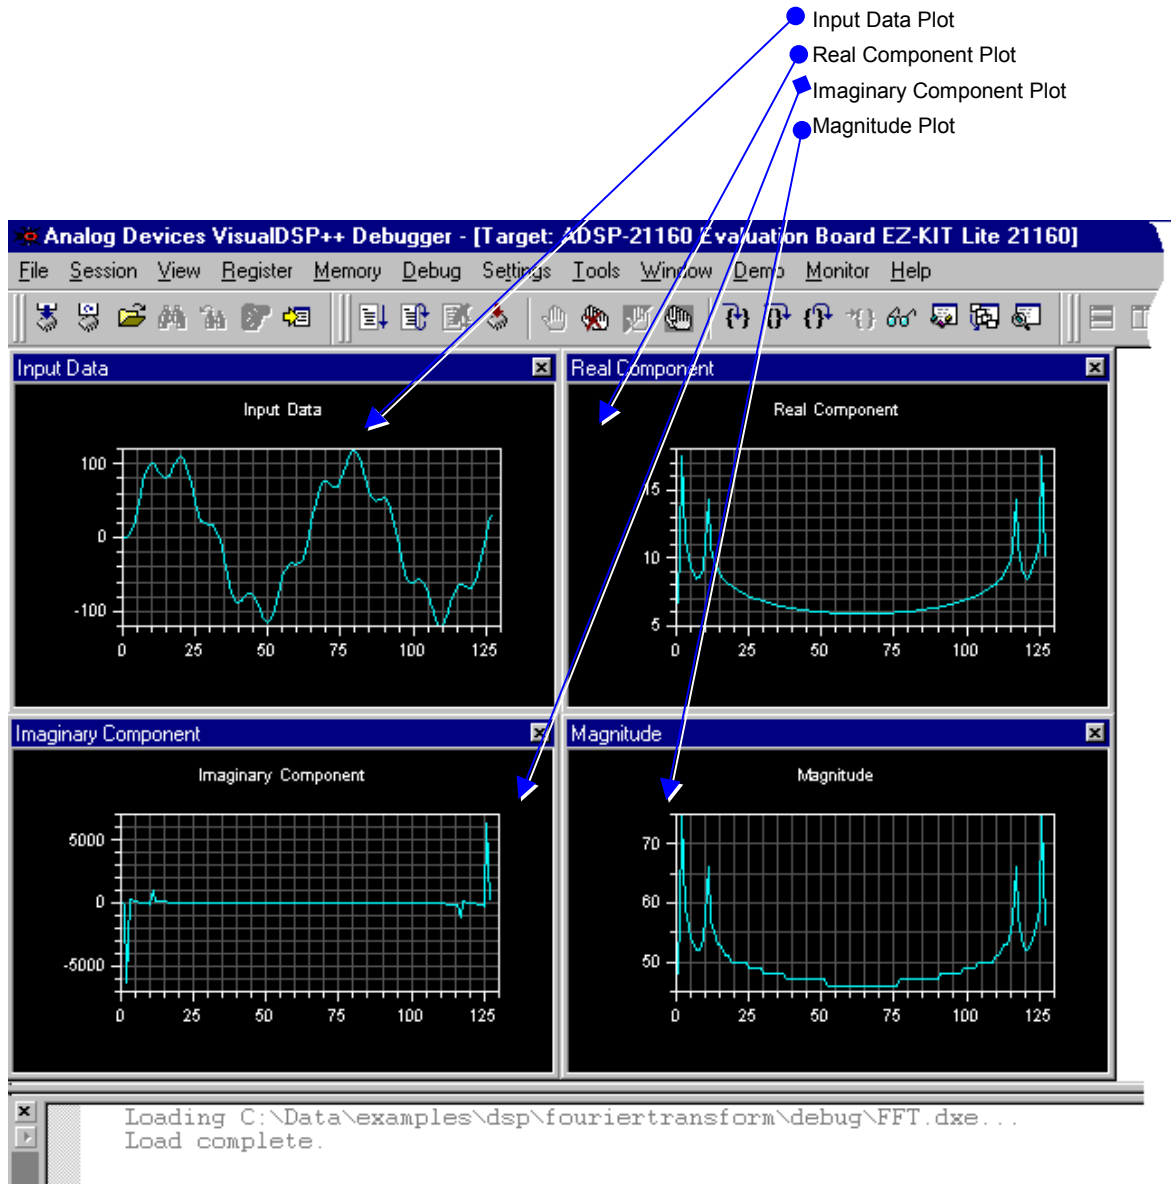 Input Data Plot
Real Component Plot
Imaginary Component Plot
Magnitude Plot
Analog Devices VisualDSP++ Debugger - [Target: ADSP-21160 Evaluation Board EZ-KIT Lite 21160]
File Session View Register Memory Debug Settings Tools Window Demo Monitor Help
Input Data
Input Data
100
0
-100
0 25 50 75 100 125
Real Component
Real Component
15
10
5
0 25 50 75 100 125
Imaginary Component
Imaginary Component
5000
0
-5000
0 25 50 75 100 125
Magnitude
Magnitude
70
60
50
0 25 50 75 100 125
Loading C:\Data\examples\dsp\fouriertransform\debug\FFT.dxe...
Load complete.